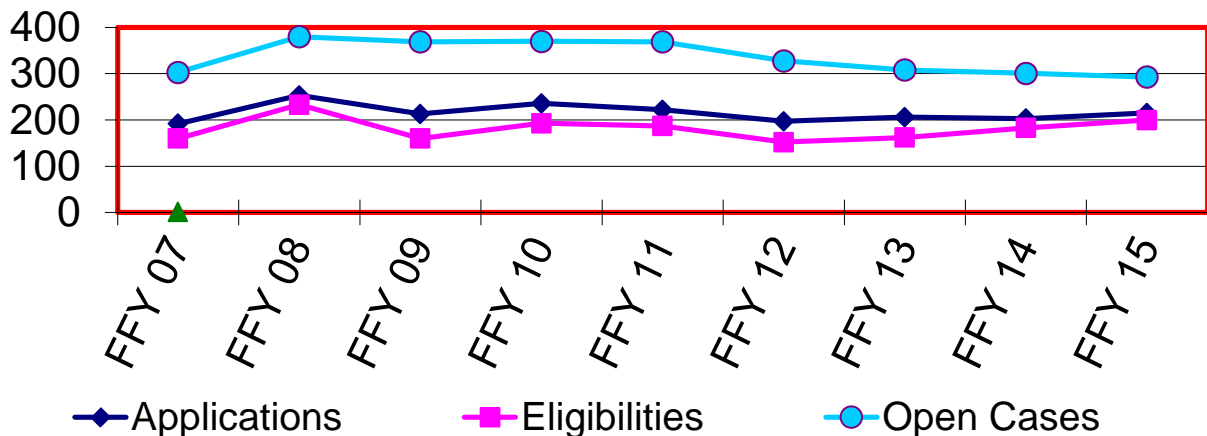 400
300
200
100
0
FFY 07
FFY 08
FFY 09
FFY 10
FFY 11
FFY 12
FFY 13
FFY 14
FFY 15
Applications Eligibilities Open Cases